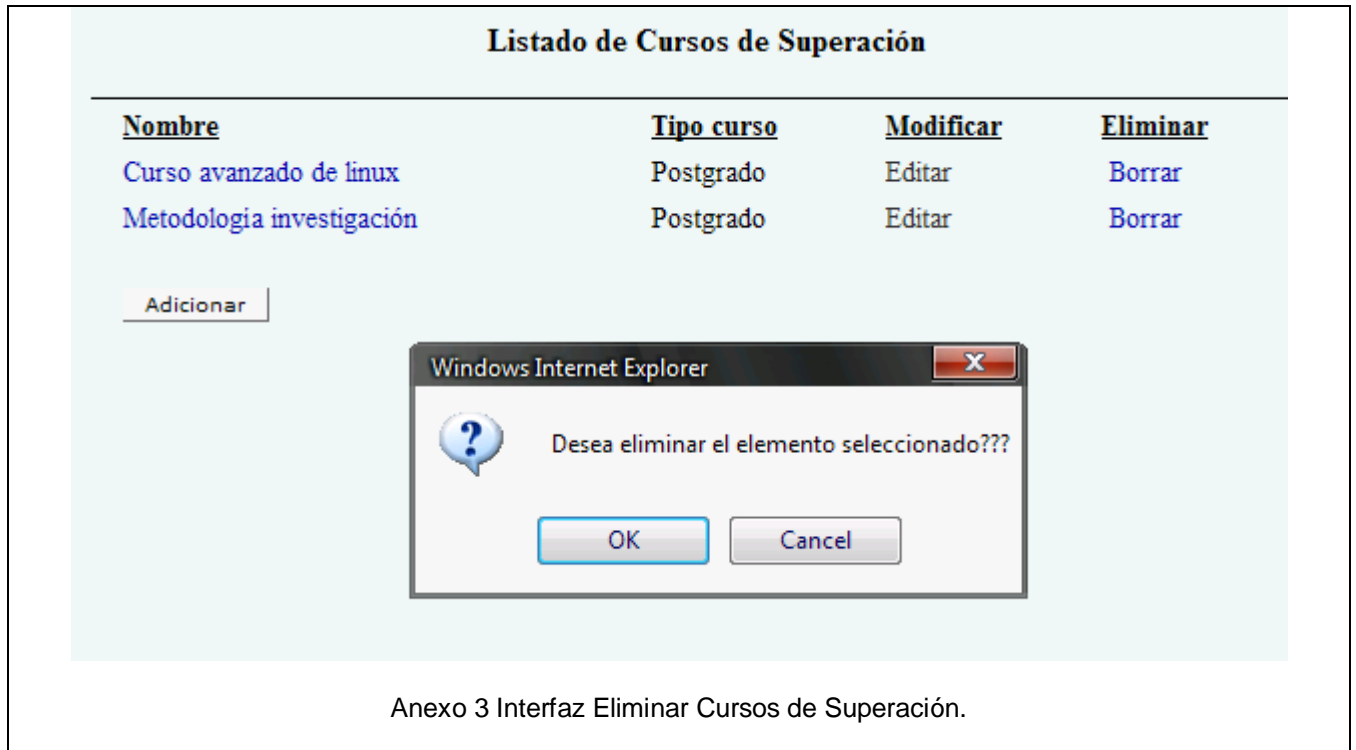 Listado de Cursos de Superación
Nombre Tipo curso Modificar Eliminar
Curso avanzado de linux Postgrado Editar Borrar
Metodología investigación Postgrado Editar Borrar
Adicionar
Windows Internet Explorer
Desea eliminar el elemento seleccionado???
OK Cancel
Anexo 3 Interfaz Eliminar Cursos de Superación.